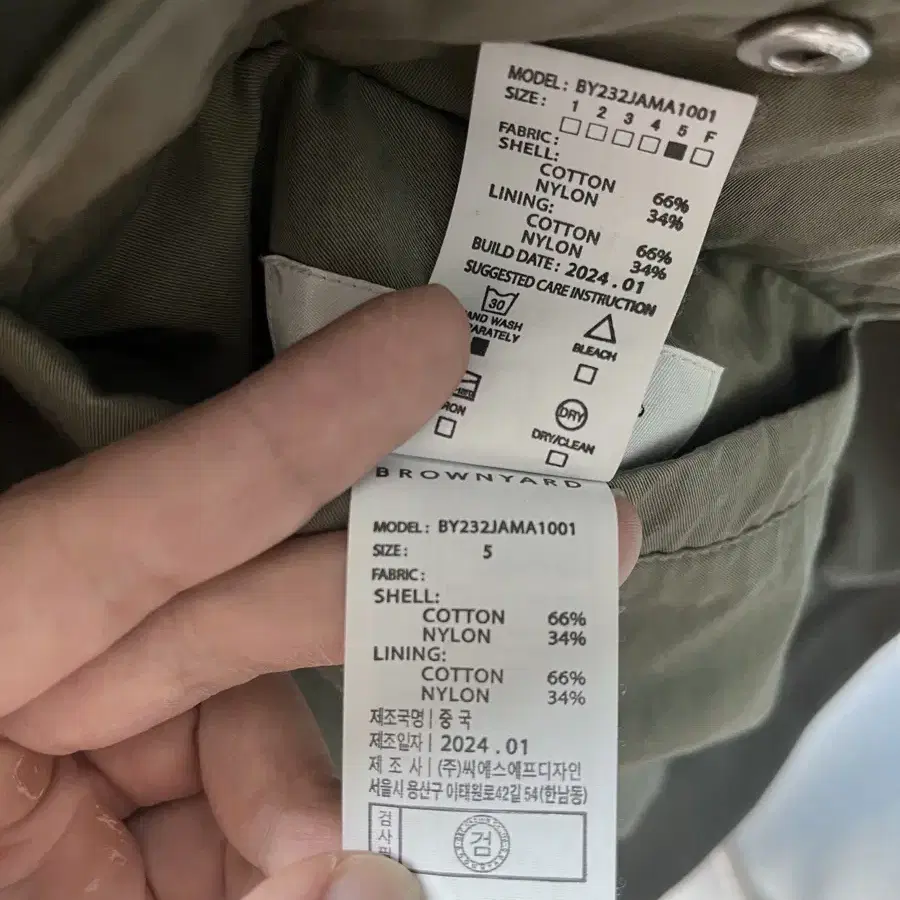 MODEL: BY232JAMA1001
SIZE: 1 2 3 4 5 F
FABRIC:
SHELL:
COTTON 66%
NYLON 34%
LINING:
COTTON 66%
NYLON 34%
BUILD DATE: 2024.01
SUGGESTED CARE INSTRUCTION
30
WASH
BLEACH
DRY
DRY/CLEAN
BROWNYARD
MODEL: BY232JAMA1001
SIZE: 5
FABRIC:
SHELL:
COTTON 66%
NYLON 34%
LINING:
COTTON 66%
NYLON 34%
제조국명| 중 국
제조일자| 2024.01
제 조 사| (주)씨에스에프디자인
서울시 용산구 이태원로42길 54(한남동)
검사
검